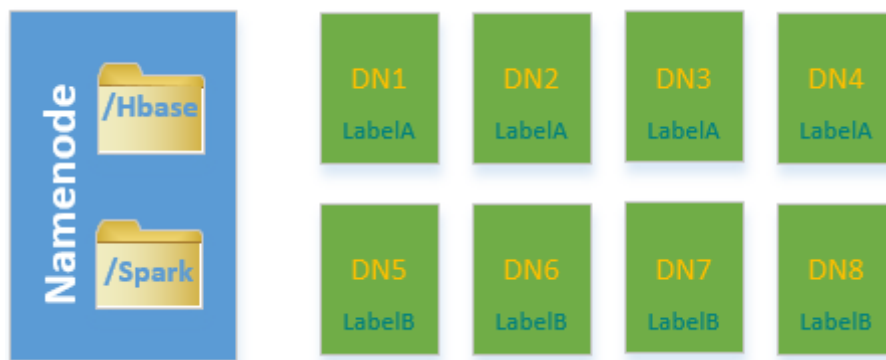 Namenode
/Hbase
/Spark
DN1
LabelA
DN2
LabelA
DN3
LabelA
DN4
LabelA
DN5
LabelB
DN6
LabelB
DN7
LabelB
DN8
LabelB